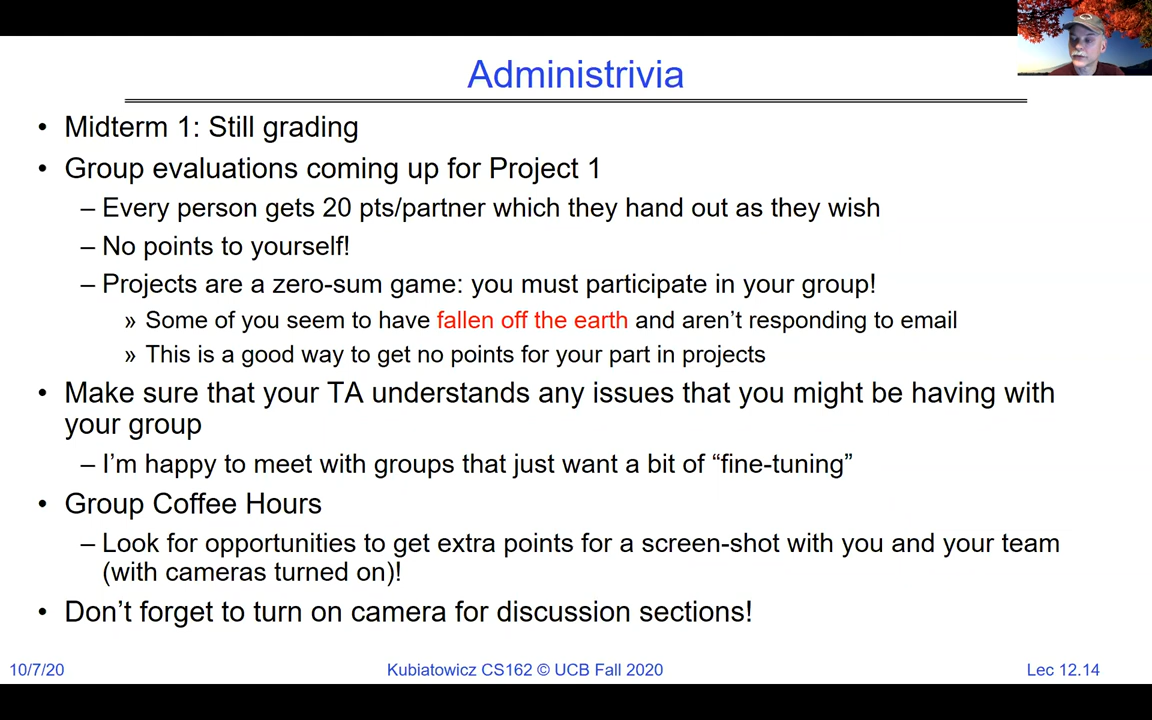 Administrivia
• Midterm 1: Still grading
• Group evaluations coming up for Project 1
– Every person gets 20 pts/partner which they hand out as they wish
– No points to yourself!
– Projects are a zero-sum game: you must participate in your group!
» Some of you seem to have fallen off the earth and aren’t responding to email
» This is a good way to get no points for your part in projects
• Make sure that your TA understands any issues that you might be having with
your group
– I’m happy to meet with groups that just want a bit of “fine-tuning”
• Group Coffee Hours
– Look for opportunities to get extra points for a screen-shot with you and your team
(with cameras turned on)!
• Don’t forget to turn on camera for discussion sections!
10/7/20 Kubiatowicz CS162 © UCB Fall 2020 Lec 12.14